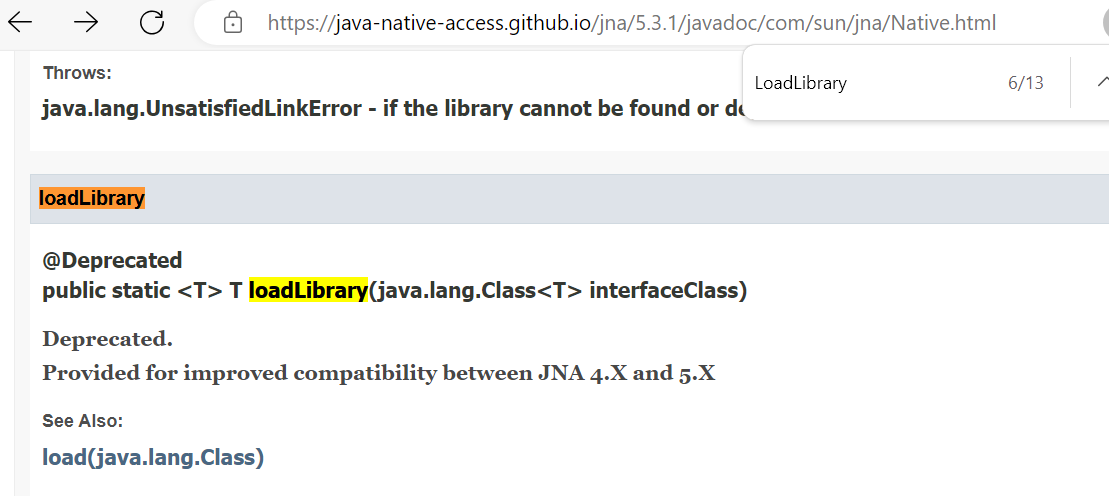 https://java-native-access.github.io/jna/5.3.1/javadoc/com/sun/jna/Native.html
LoadLibrary 6/13
Throws:
java.lang.UnsatisfiedLinkError - if the library cannot be found or
loadLibrary
@Deprecated
public static <T> T loadLibrary(java.lang.Class<T> interfaceClass)
Deprecated.
Provided for improved compatibility between JNA 4.X and 5.X
See Also:
load(java.lang.Class)